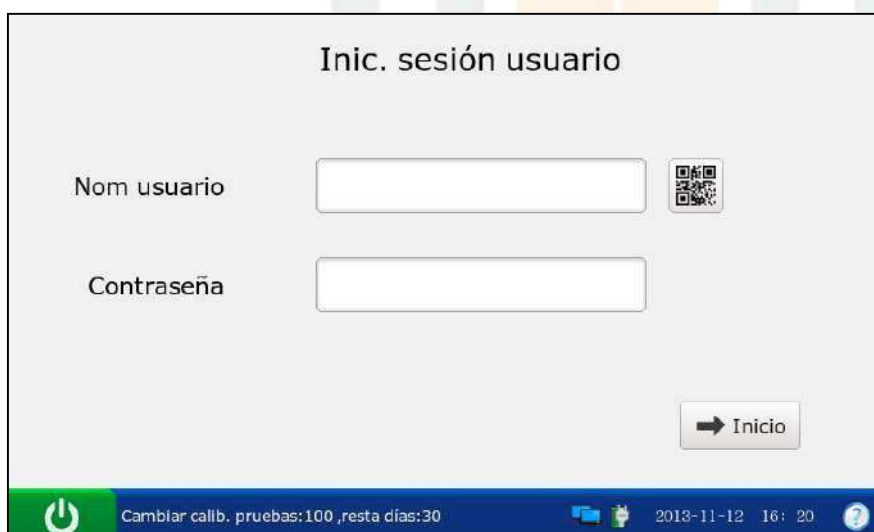 Inic. sesión usuario
Nom usuario
Contraseña
Inicio
Cambiar calib. pruebas:100 ,resta días:30
2013-11-12 16: 20
?